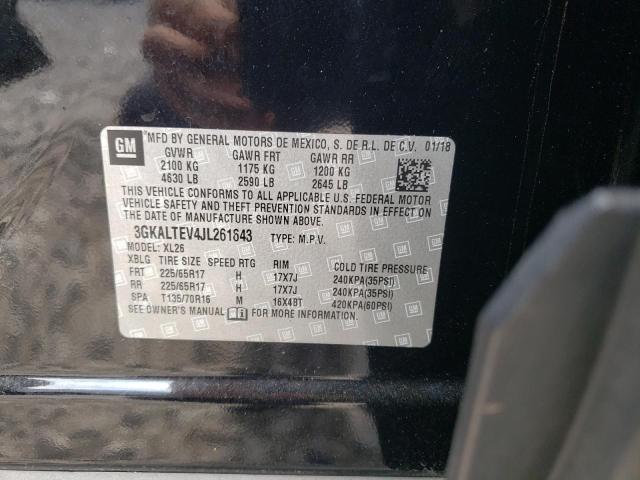 GM
MFD BY GENERAL MOTORS DE MEXICO, S. DE R.L. DE C.V. 01/18
GVWR GAWR FRT GAWR RR
2100 KG 1175 KG 1200 KG
4630 LB 2590 LB 2645 LB
THIS VEHICLE CONFORMS TO ALL APPLICABLE U.S. FEDERAL MOTOR
VEHICLE SAFETY AND THEFT PREVENTION STANDARDS IN EFFECT ON
THE DATE OF MANUFACTURE SHOWN ABOVE.
3GKALTEV4JL261643 TYPE: M.P.V.
MODEL: XL26
XBLG TIRE SIZE SPEED RTG RIM COLD TIRE PRESSURE
FRT 225/65R17 H 17X7J 240KPA(35PSI)
RR 225/65R17 H 17X7J 240KPA(35PSI)
SPA T135/70R16 M 16X4BT 420KPA(60PSI)
SEE OWNER'S MANUAL FOR MORE INFORMATION.